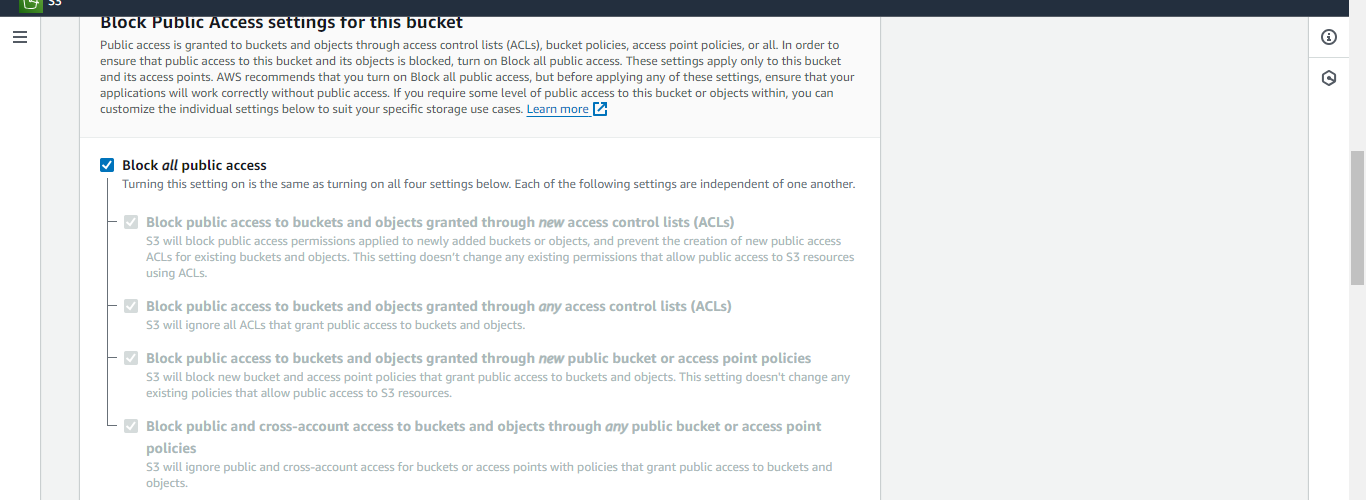 S3
Block Public Access settings for this bucket
Public access is granted to buckets and objects through access control lists (ACLs), bucket policies, access point policies, or all. In order to
ensure that public access to this bucket and its objects is blocked, turn on Block all public access. These settings apply only to this bucket
and its access points. AWS recommends that you turn on Block all public access, but before applying any of these settings, ensure that your
applications will work correctly without public access. If you require some level of public access to this bucket or objects within, you can
customize the individual settings below to suit your specific storage use cases. Learn more
Block all public access
Turning this setting on is the same as turning on all four settings below. Each of the following settings are independent of one another.
Block public access to buckets and objects granted through new access control lists (ACLs)
S3 will block public access permissions applied to newly added buckets or objects, and prevent the creation of new public access
ACLs for existing buckets and objects. This setting doesn't change any existing permissions that allow public access to S3 resources
using ACLs.
Block public access to buckets and objects granted through any access control lists (ACLs)
S3 will ignore all ACLs that grant public access to buckets and objects.
Block public access to buckets and objects granted through new public bucket or access point policies
S3 will block new bucket and access point policies that grant public access to buckets and objects. This setting doesn't change any
existing policies that allow public access to S3 resources.
Block public and cross-account access to buckets and objects through any public bucket or access point
policies
S3 will ignore public and cross-account access for buckets or access points with policies that grant public access to buckets and
objects.